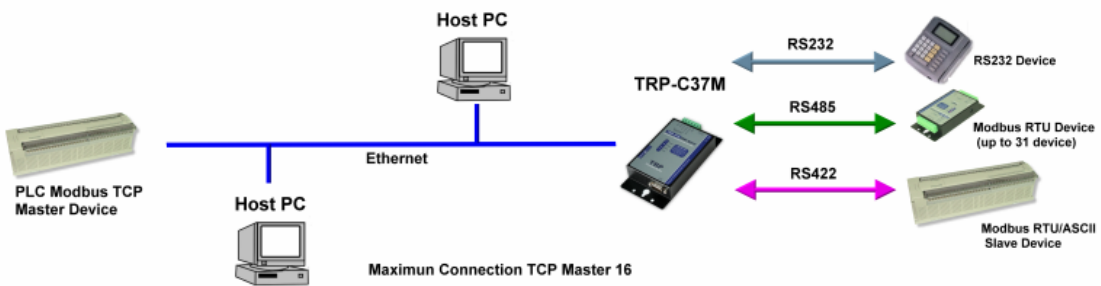 Host PC
RS232
RS232 Device
TRP-C37M
RS485
Modbus RTU Device
(up to 31 device)
Ethernet
PLC Modbus TCP
Master Device
RS422
Host PC
Modbus RTU/ASCII
Slave Device
Maximun Connection TCP Master 16
TRP